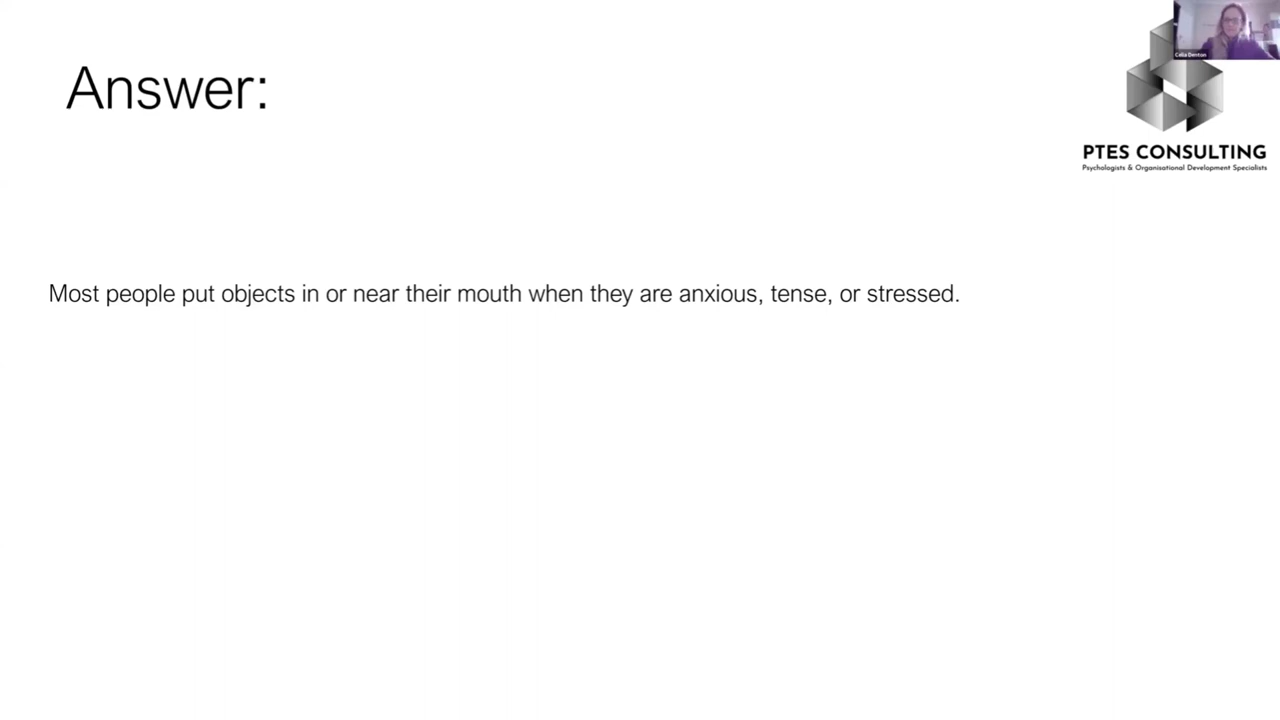 Answer:
Celia Denton
PTES CONSULTING
Psychologists & Organisational Development Specialists
Most people put objects in or near their mouth when they are anxious, tense, or stressed.